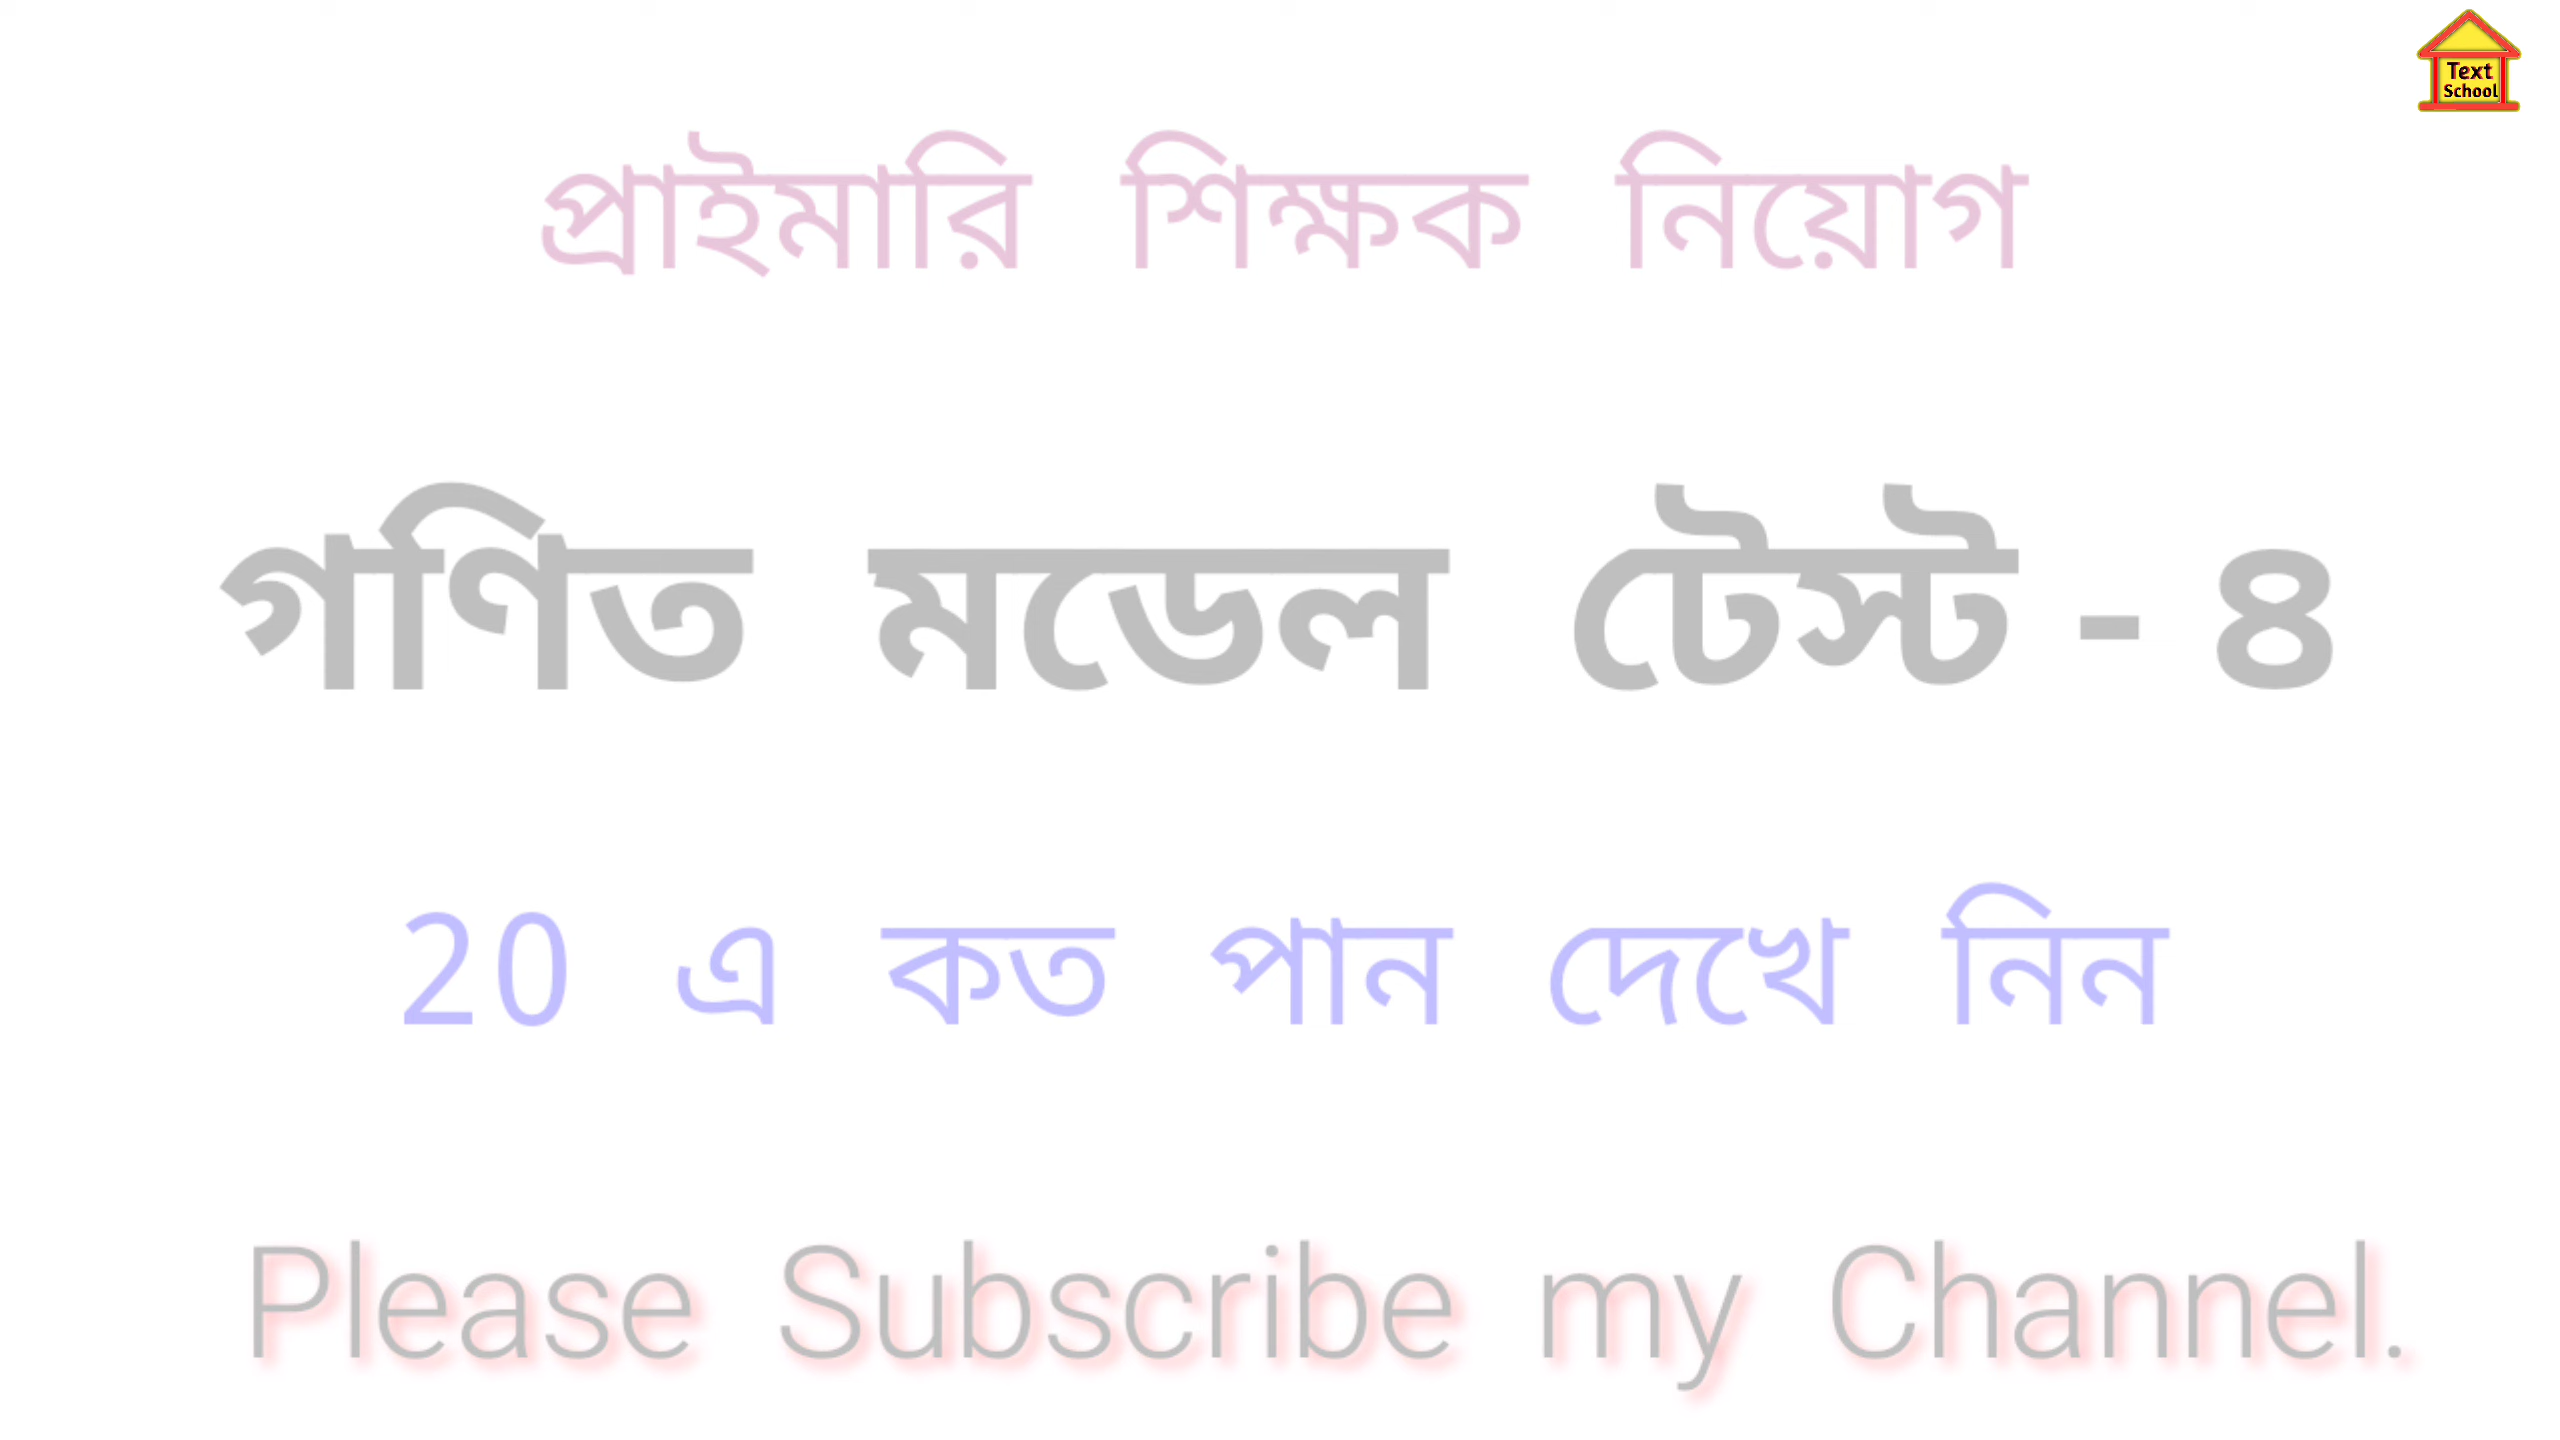 Text
School
প্রাইমারি শিক্ষক নিয়োগ
গণিত মডেল টেস্ট - ৪
20 এ কত পান দেখে নিন
Please Subscribe my Channel.